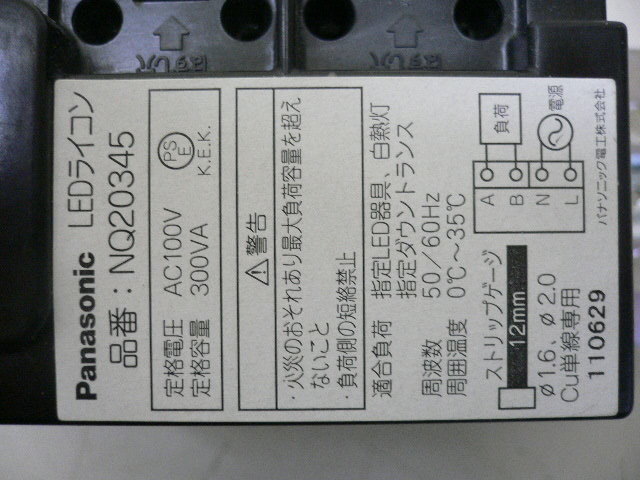 Panasonic LEDライコン
品番：NQ20345
定格電圧 AC100V
定格容量 300VA
PS
E
K.E.K.
警告
・火災のおそれあり最大負荷容量を超え
ないこと
・負荷側の短絡禁止
適合負荷 指定LED器具、白熱灯
指定ダウントランス
周波数 50/60Hz
周囲温度 0℃～35℃
ストリップゲージ
12mm
φ1.6、φ2.0
Cu単線専用
110629
負荷
電源
A B N L
パナソニック電工株式会社